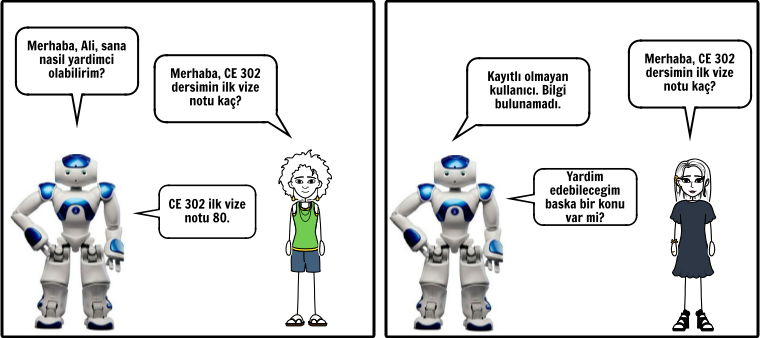 Merhaba, Ali, sana
nasil yardimci
olabilirim?
Merhaba, CE 302
dersimin ilk vize
notu kaç?
CE 302 ilk vize
notu 80.
Merhaba, CE 302
dersimin ilk vize
notu kaç?
Kayıtlı olmayan
kullanıcı. Bilgi
bulunamadı.
Yardim
edebilecegim
baska bir konu
var mi?